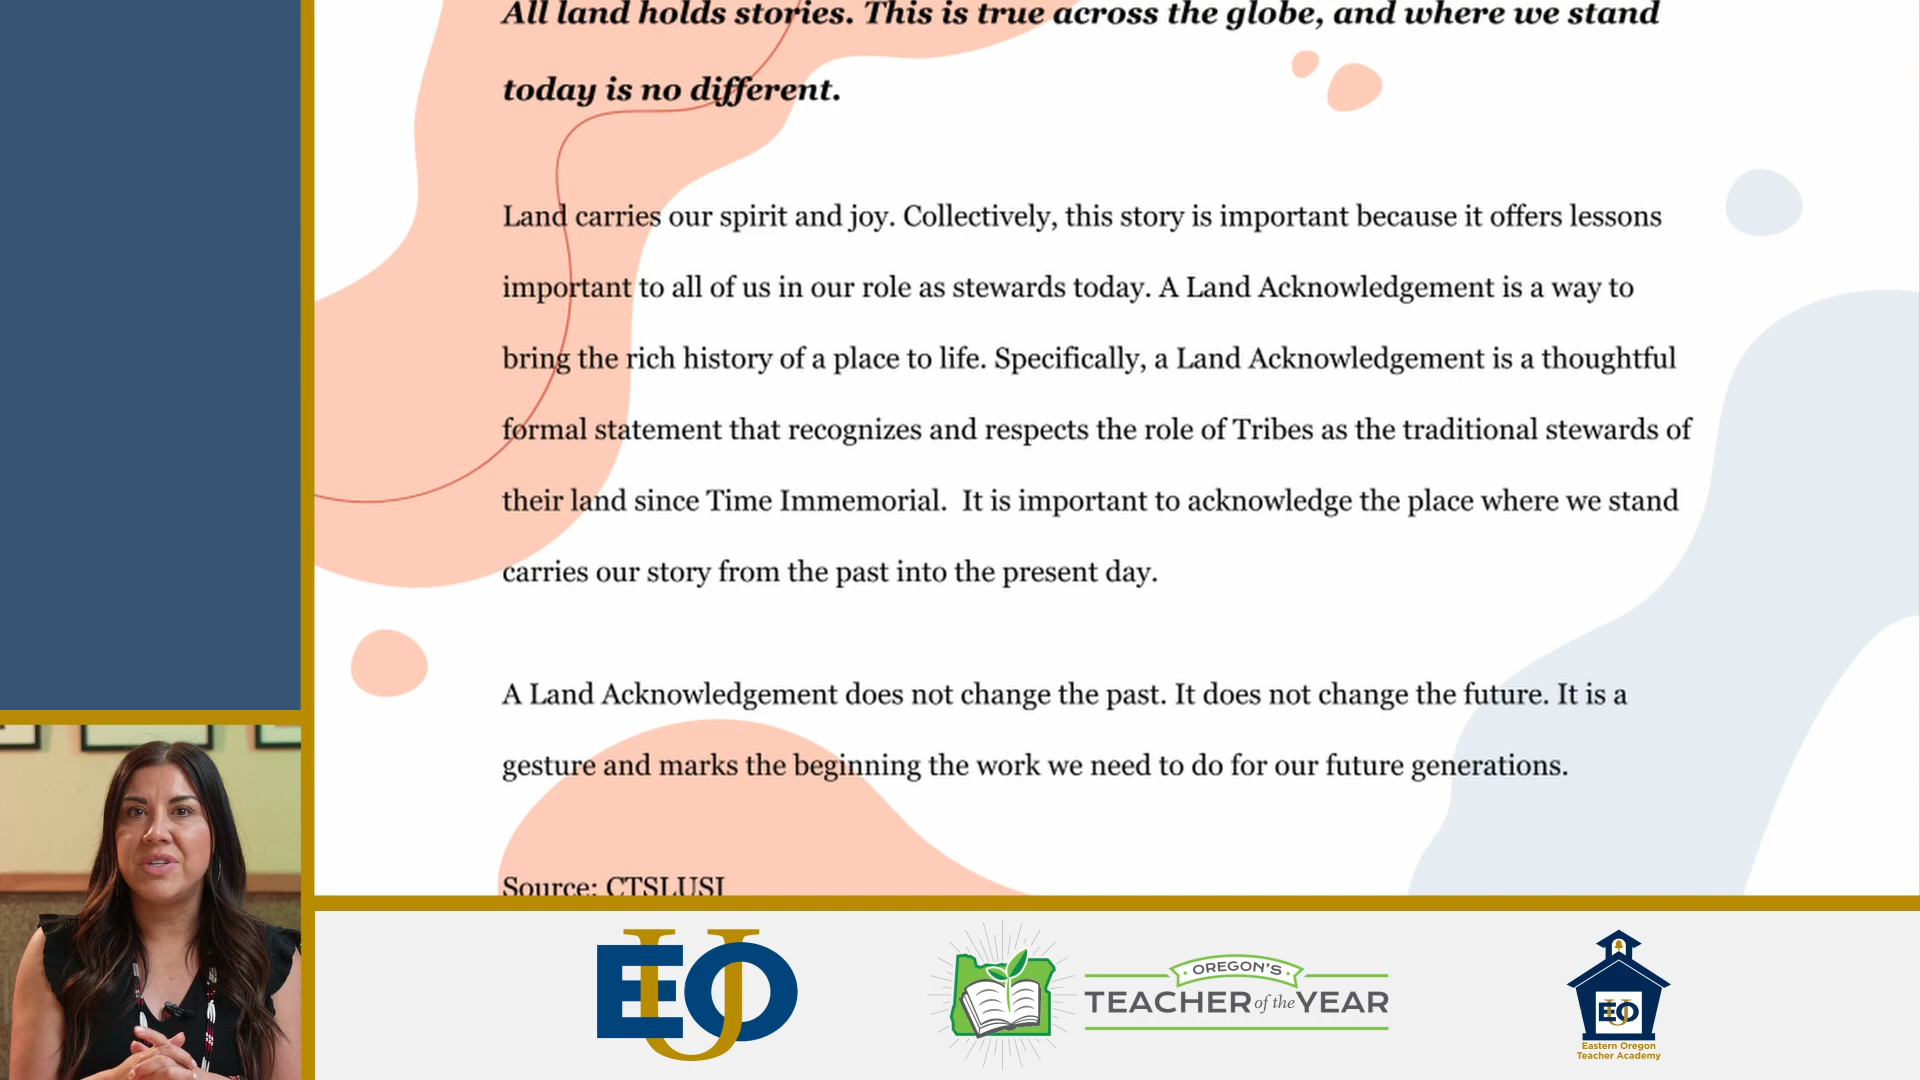 All land holds stories. This is true across the globe, and where we stand
today is no different.
Land carries our spirit and joy. Collectively, this story is important because it offers lessons
important to all of us in our role as stewards today. A Land Acknowledgement is a way to
bring the rich history of a place to life. Specifically, a Land Acknowledgement is a thoughtful
formal statement that recognizes and respects the role of Tribes as the traditional stewards of
their land since Time Immemorial.  It is important to acknowledge the place where we stand
carries our story from the past into the present day.
A Land Acknowledgement does not change the past. It does not change the future. It is a
gesture and marks the beginning the work we need to do for our future generations.
Source: CTSLUSI
EOU
OREGON'S
TEACHER of the YEAR
EOU
Eastern Oregon
Teacher Academy